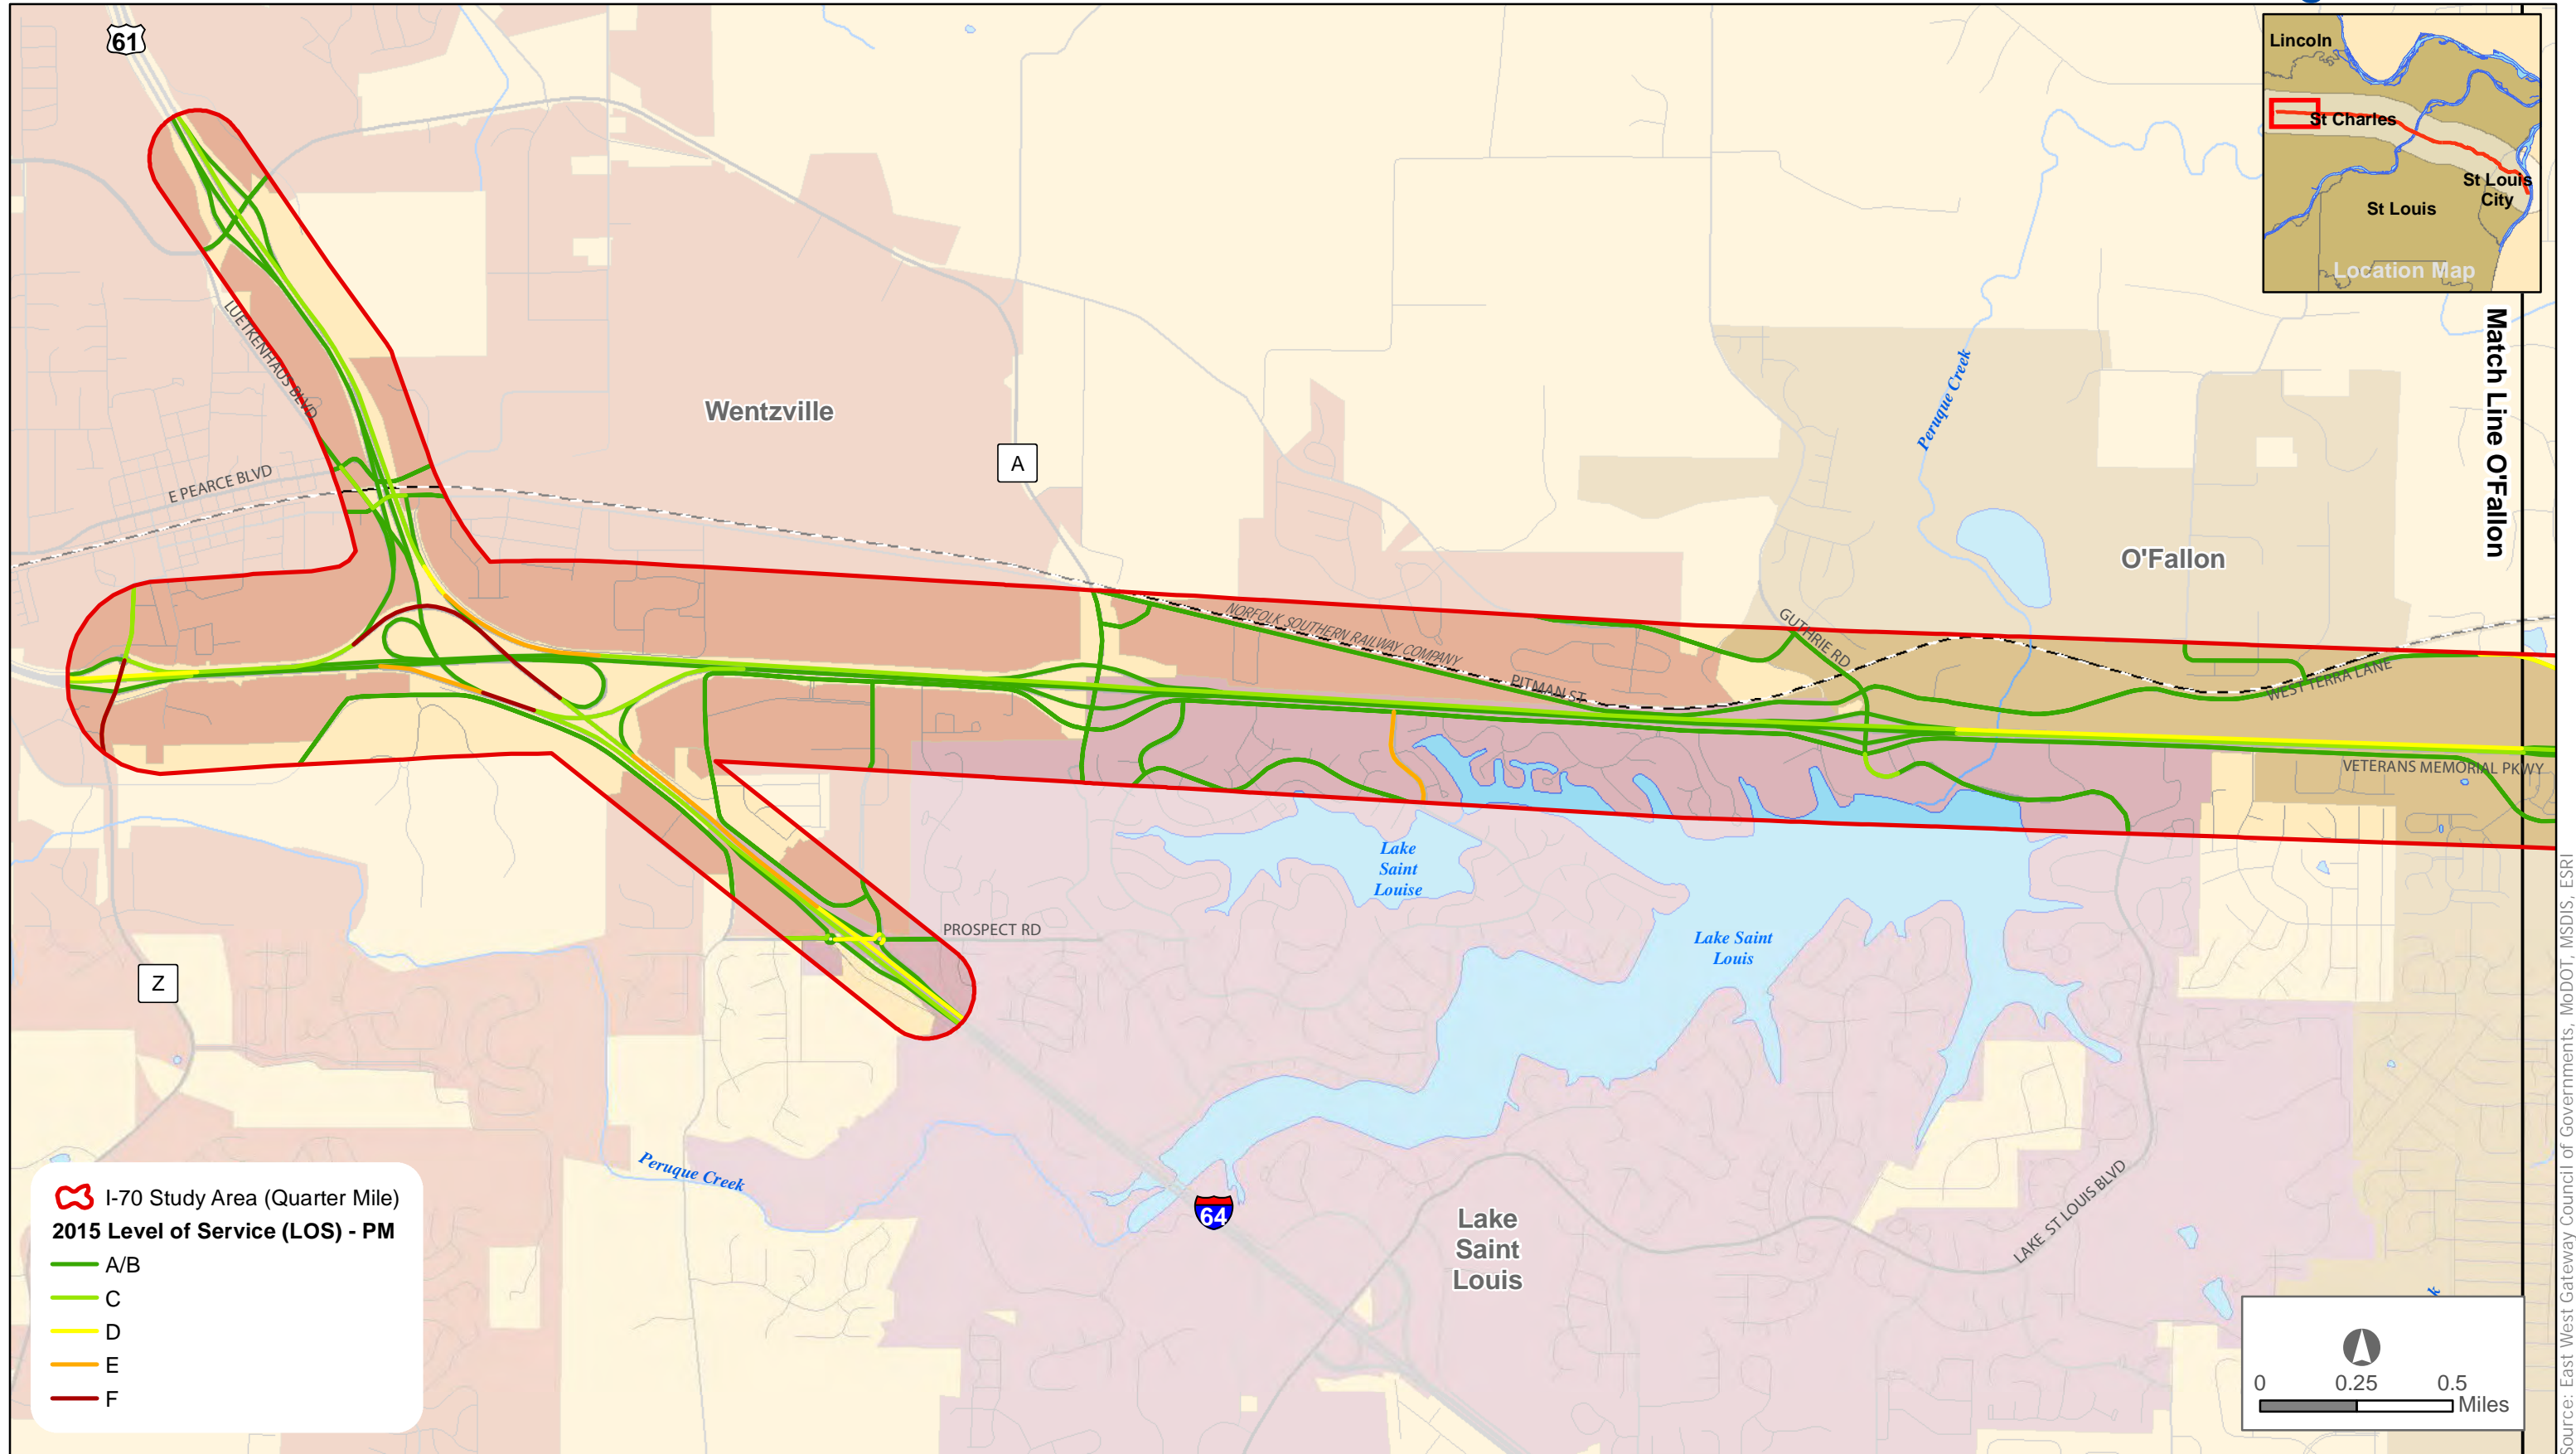 61
Lincoln
St Charles
St Louis
City
St Louis
Location Map
Match Line O'Fallon
LUETKENHAUS BLVD
Wentzville
A
E PEARCE BLVD
Peruque Creek
O'Fallon
NORFOLK SOUTHERN RAILWAY COMPANY
GUTHRIE RD
PITMAN ST
WEST TERRA LANE
VETERANS MEMORIAL PKWY
Lake
Saint
Louise
PROSPECT RD
Lake Saint
Louis
Z
Peruque Creek
64
Lake
Saint
Louis
LAKE ST LOUIS BLVD
I-70 Study Area (Quarter Mile)
2015 Level of Service (LOS) - PM
A/B
C
D
E
F
0 0.25 0.5
Miles
Source: East West Gateway Council of Governments, MoDOT, MSDIS, ESRI